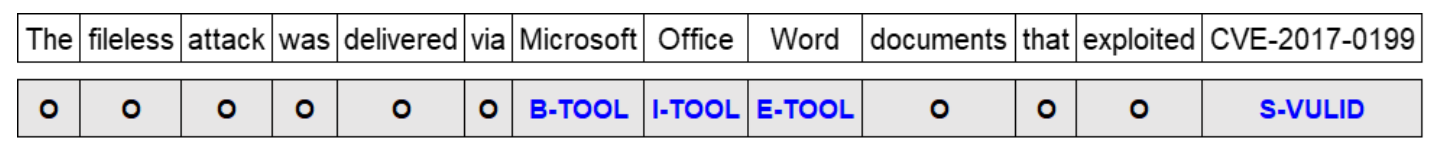 The fileless attack was delivered via Microsoft Office Word documents that exploited CVE-2017-0199
O O O O O O B-TOOL I-TOOL E-TOOL O O O S-VULID